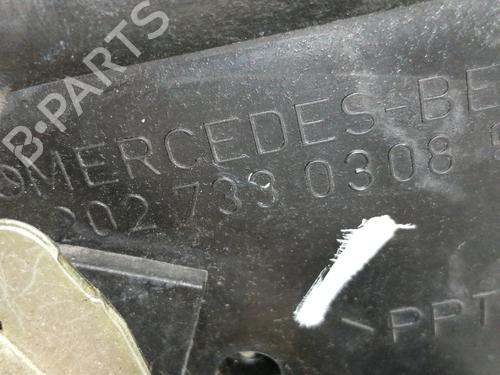 B-PARTS
MERCEDES-BE
202 733 0308
>PPT